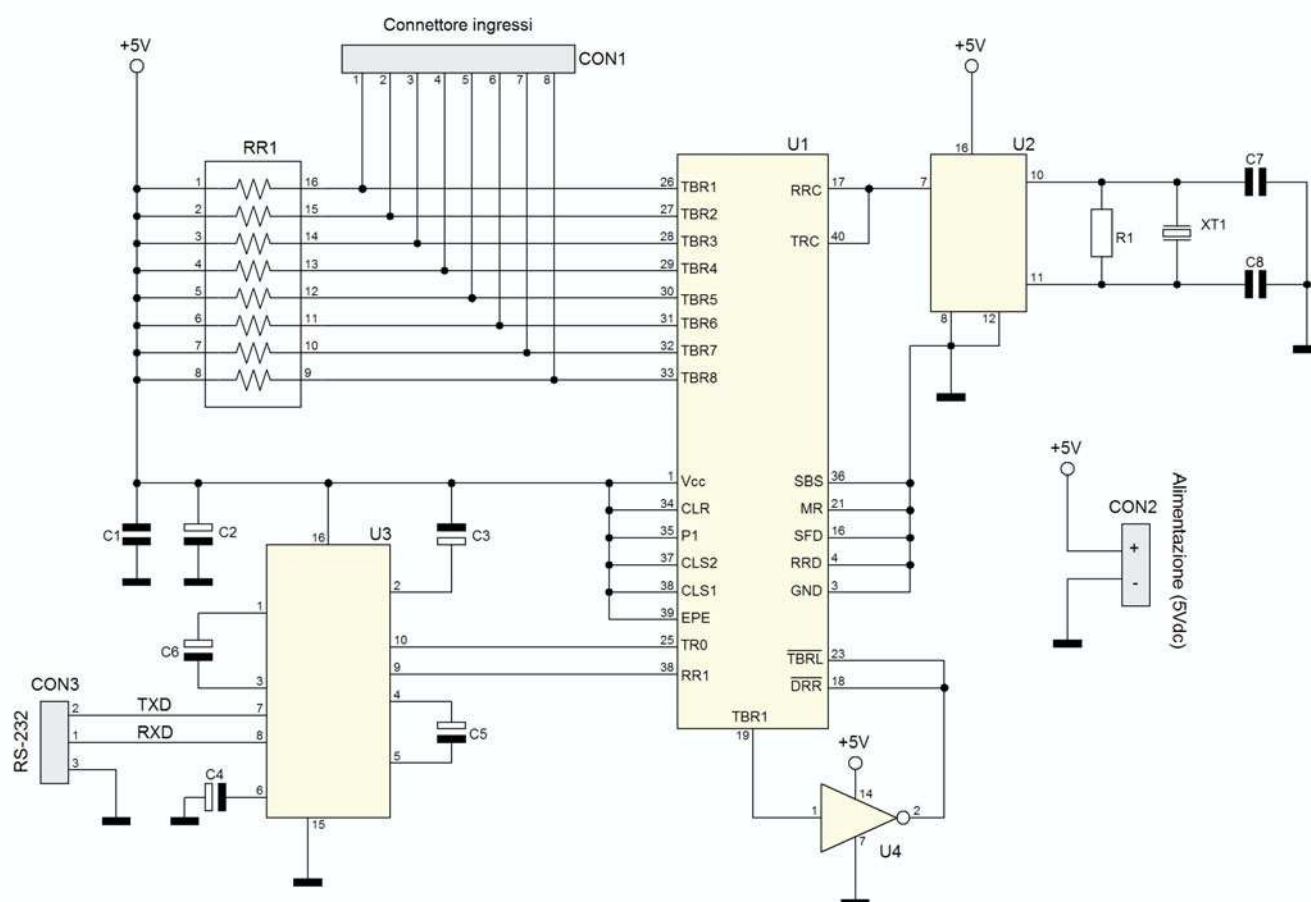 Connettore ingressi
+5V
CON1
1 2 3 4 5 6 7 8
+5V
RR1
1 16
2 15
3 14
4 13
5 12
6 11
7 10
8 9
U1
26 TBR1
27 TBR2
28 TBR3
29 TBR4
30 TBR5
31 TBR6
32 TBR7
33 TBR8
RRC 17
TRC 40
1 Vcc
34 CLR
35 P1
37 CLS2
38 CLS1
39 EPE
25 TR0
38 RR1
SBS 36
MR 21
SFD 16
RRD 4
GND 3
TBRL 23
DRR 18
TBR1
19
U2
16
7
10
11
8
12
R1
XT1
C7
C8
+5V
CON2
+
-
Alimentazione (5Vdc)
C1
C2
C3
U3
16
2
1
10
9
3
4
7
8
5
6
15
C6
C5
C4
CON3
RS-232
2 TXD
1 RXD
3
+5V
14
1
2
7
U4